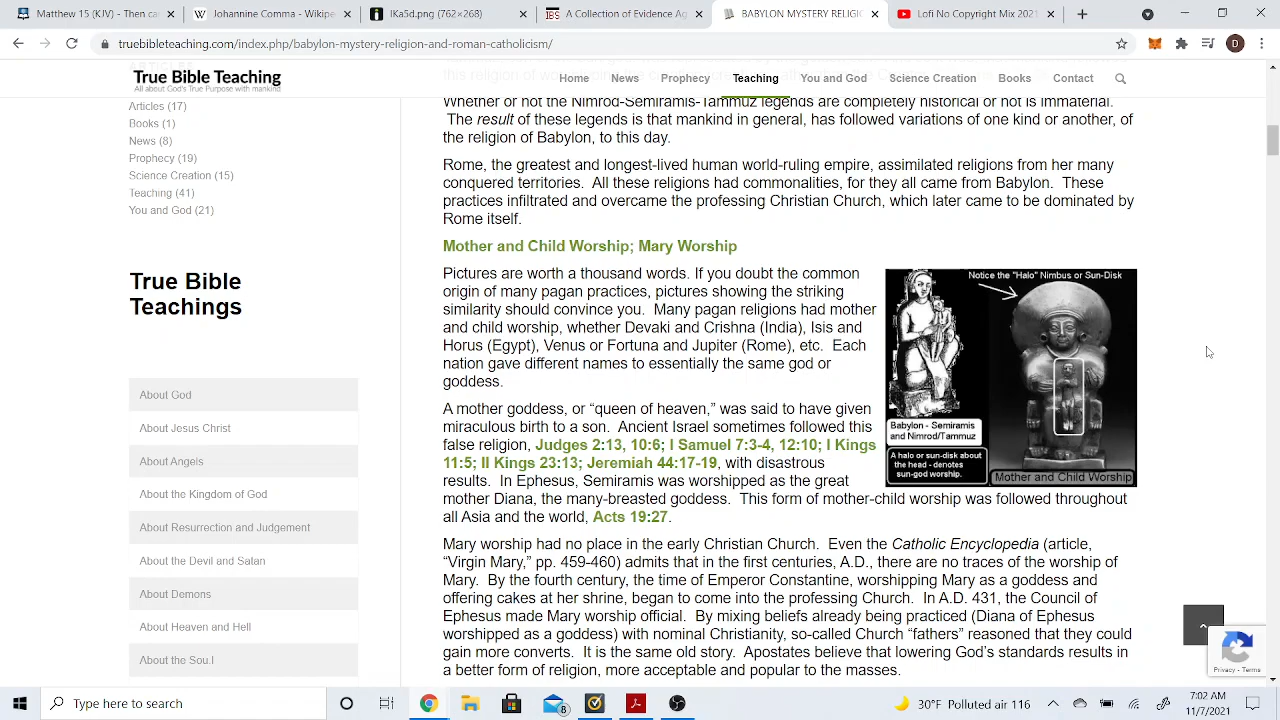 True Bi
Martin A. Larson - Wikipe
IKa5d.png (762×268)
A Collection of Evidence Ag
BABYLON MYSTERY RELIGIO
Lofi Music Mix 2021
truebibleteaching.com/index.php/babylon-mystery-religion-and-roman-catholicism/
D
True Bible Teaching
All about God's True Purpose with mankind
Home News Prophecy Teaching You and God Science Creation Books Contact
ARTICLES
Articles (17)
Books (1)
News (8)
Prophecy (19)
Science Creation (15)
Teaching (41)
You and God (21)
True Bible
Teachings
About God
About Jesus Christ
About Angels
About the Kingdom of God
About Resurrection and Judgement
About the Devil and Satan
About Demons
About Heaven and Hell
About the Sou.l
Whether or not the Nimrod-Semiramis-Tammuz legends are completely historical or not is immaterial.
The result of these legends is that mankind in general, has followed variations of one kind or another, of
the religion of Babylon, to this day.
Rome, the greatest and longest-lived human world-ruling empire, assimilated religions from her many
conquered territories. All these religions had commonalities, for they all came from Babylon. These
practices infiltrated and overcame the professing Christian Church, which later came to be dominated by
Rome itself.
Mother and Child Worship; Mary Worship
Pictures are worth a thousand words. If you doubt the common
origin of many pagan practices, pictures showing the striking
similarity should convince you. Many pagan religions had mother
and child worship, whether Devaki and Crishna (India), Isis and
Horus (Egypt), Venus or Fortuna and Jupiter (Rome), etc. Each
nation gave different names to essentially the same god or
goddess.
A mother goddess, or “queen of heaven,” was said to have given
miraculous birth to a son. Ancient Israel sometimes followed this
false religion, Judges 2:13, 10:6; I Samuel 7:3-4, 12:10; I Kings
11:5; II Kings 23:13; Jeremiah 44:17-19, with disastrous
results. In Ephesus, Semiramis was worshipped as the great
mother Diana, the many-breasted goddess. This form of mother-child worship was followed throughout
all Asia and the world, Acts 19:27.
Mary worship had no place in the early Christian Church. Even the Catholic Encyclopedia (article,
“Virgin Mary,” pp. 459-460) admits that in the first centuries, A.D., there are no traces of the worship of
Mary. By the fourth century, the time of Emperor Constantine, worshipping Mary as a goddess and
offering cakes at her shrine, began to come into the professing Church. In A.D. 431, the Council of
Ephesus made Mary worship official. By mixing beliefs already being practiced (Diana of Ephesus
worshipped as a goddess) with nominal Christianity, so-called Church “fathers” reasoned that they could
gain more converts. It is the same old story. Apostates believe that lowering God’s standards results in
a better form of religion, more acceptable and popular to the masses.
Notice the "Halo" Nimbus or Sun-Disk
Babylon - Semiramis
and Nimrod/Tammuz
A halo or sun-disk about
the head - denotes
sun-god worship.
Mother and Child Worship
Privacy - Terms
Type here to search
8
30°F Polluted air 116
7:02 AM
11/7/2021